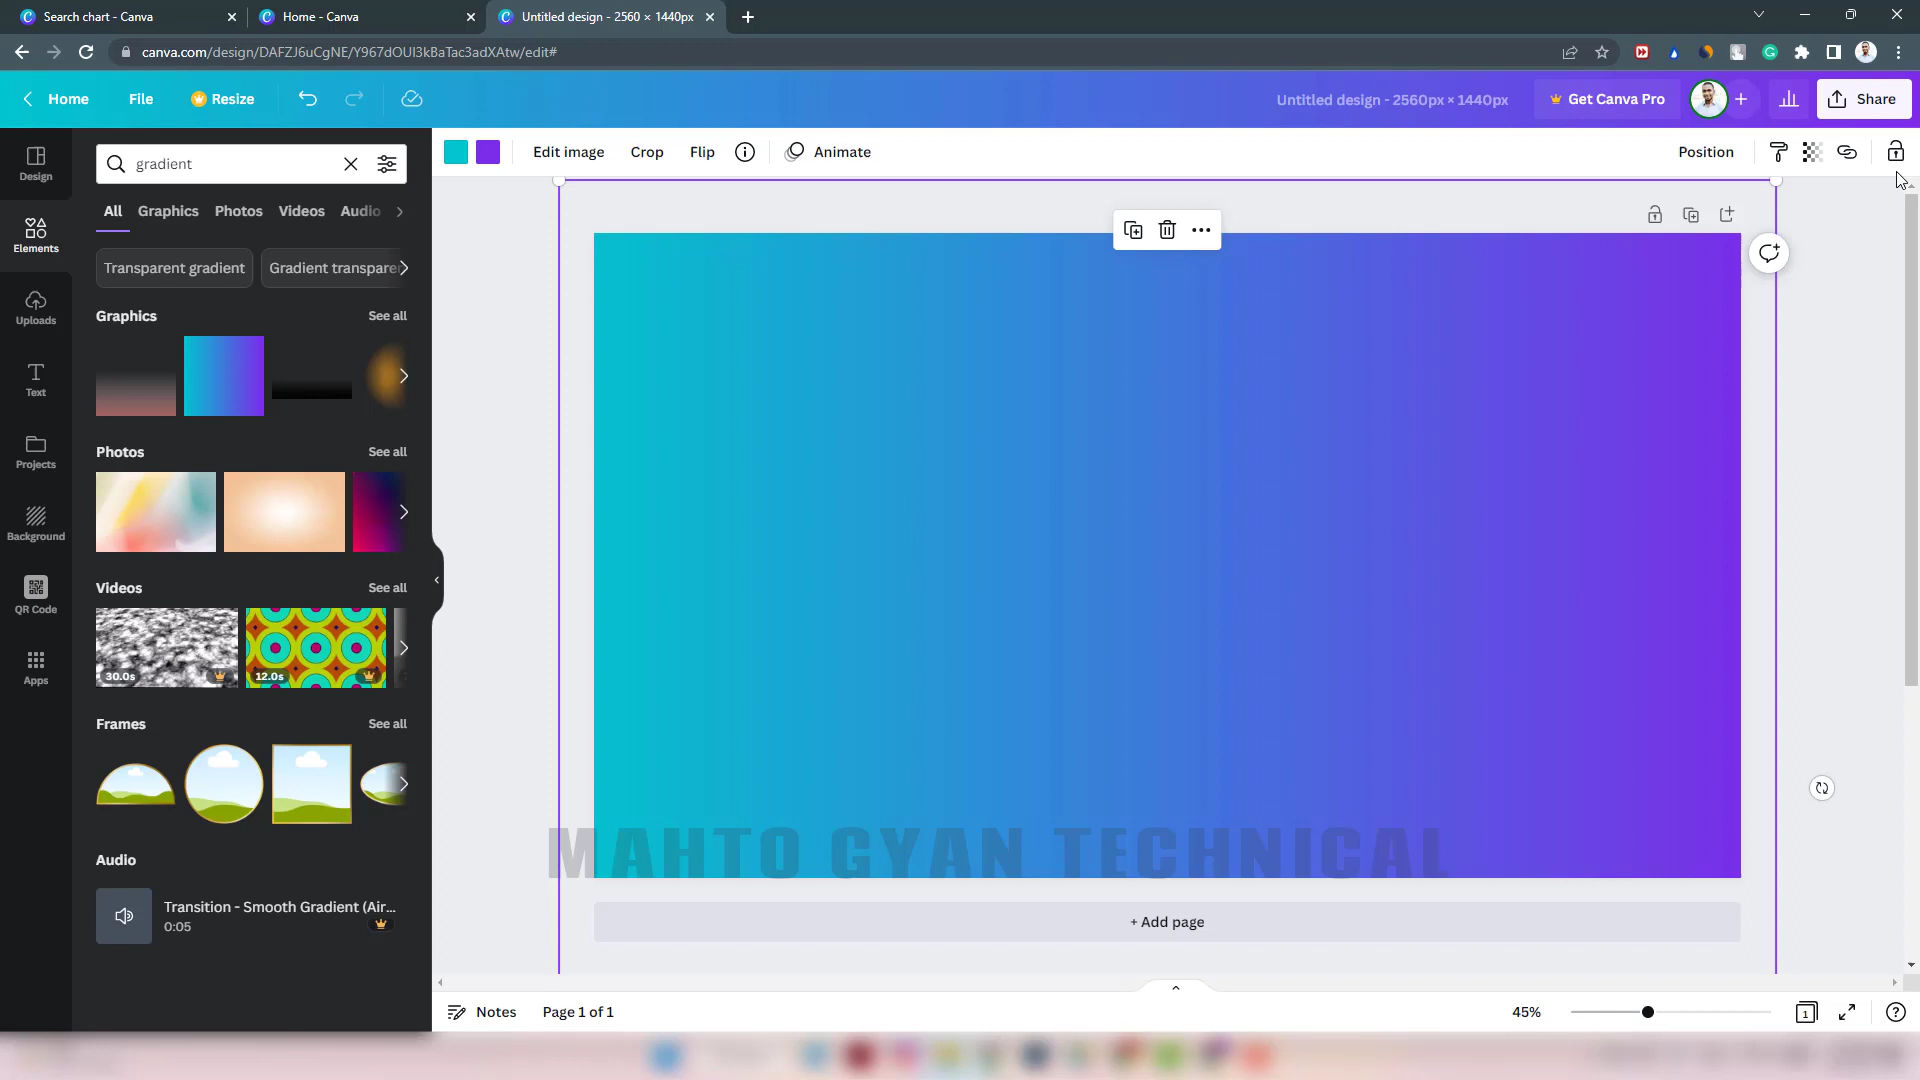 Search chart - Canva
Home - Canva
Untitled design - 2560 × 1440px
canva.com/design/DAFZJ6uCgNE/Y967dOUI3kBaTac3adXAtw/edit#
Home
File
Resize
Untitled design - 2560px × 1440px
Get Canva Pro
Share
gradient
Edit image
Crop
Flip
Animate
Position
Design
Elements
Uploads
Text
Projects
Background
QR Code
Apps
All
Graphics
Photos
Videos
Audio
Transparent gradient
Gradient transpare
Graphics
See all
Photos
See all
Videos
See all
30.0s
12.0s
Frames
See all
Audio
Transition - Smooth Gradient (Air...
0:05
MAHTO GYAN TECHNICAL
+ Add page
Notes
Page 1 of 1
45%
1